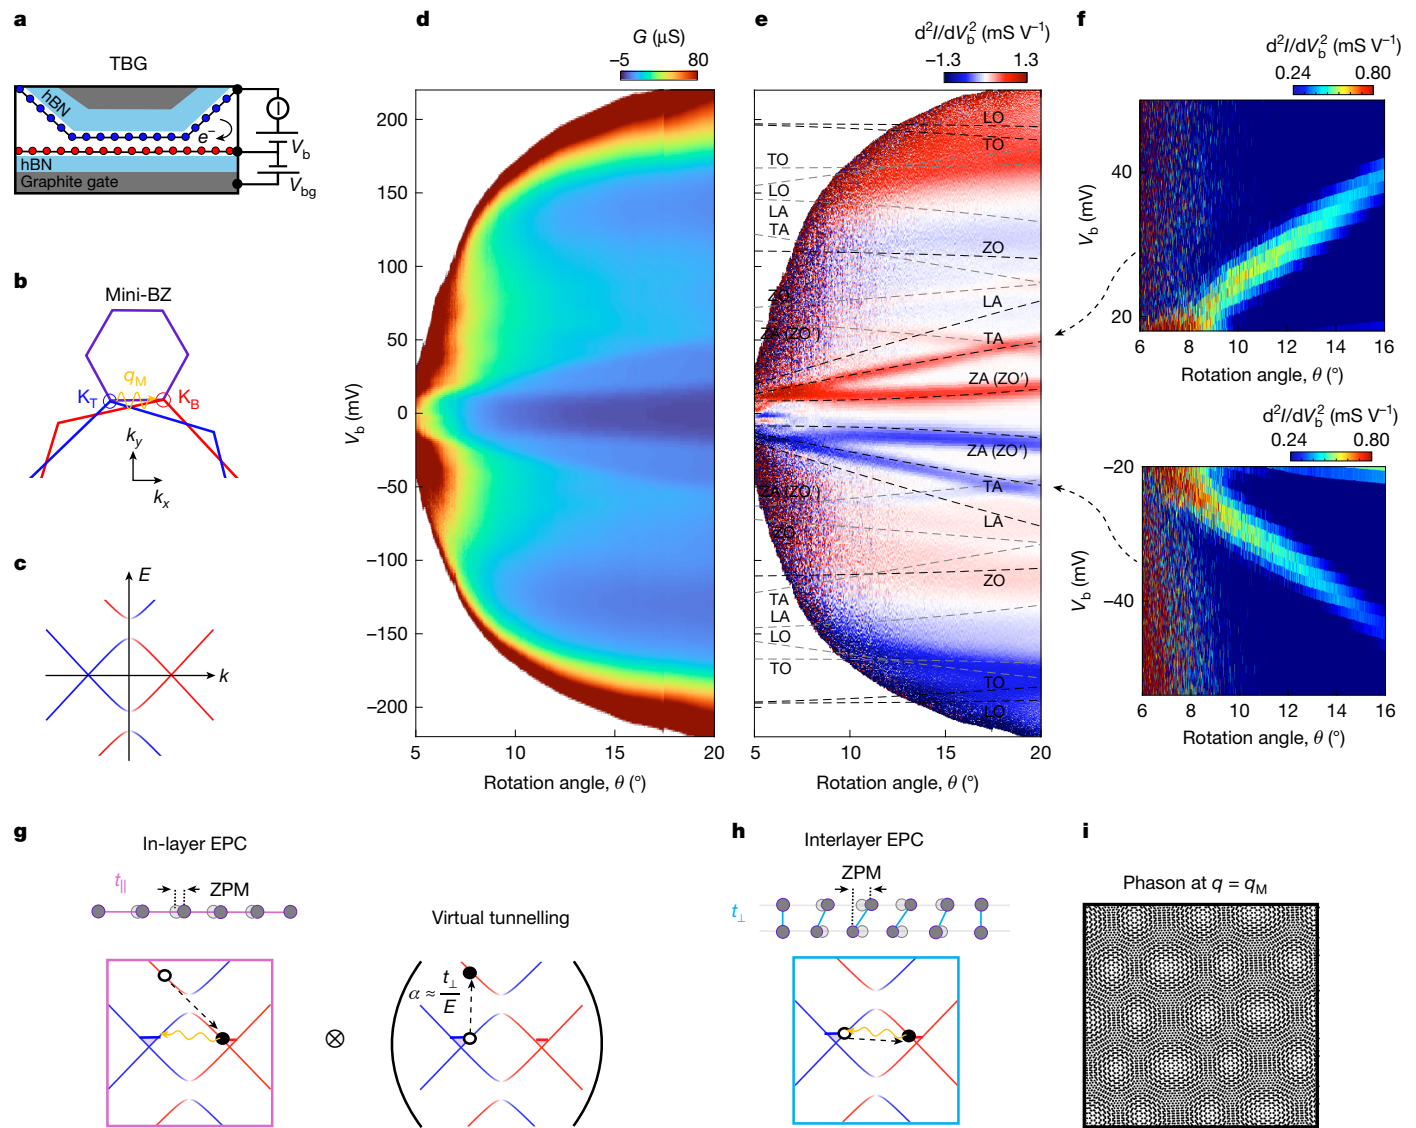 a
TBG
hBN
e⁻
hBN
Graphite gate
I
V_b
V_bg
b
Mini-BZ
q_M
K_T
K_B
k_y
k_x
c
E
k
d
G (μS)
−5
80
200
150
100
50
0
−50
−100
−150
−200
V_b (mV)
5
10
15
20
Rotation angle, θ (°)
e
d²I/dV_b² (mS V⁻¹)
−1.3
1.3
LO
TO
TO
LO
LA
TA
ZO
ZO
LA
ZA (ZO′)
TA
ZA (ZO′)
ZA (ZO′)
TA
ZA (ZO′)
LA
ZO
ZO
TA
LA
LO
TO
TO
LO
5
10
15
20
Rotation angle, θ (°)
f
d²I/dV_b² (mS V⁻¹)
0.24
0.80
40
20
V_b (mV)
6
8
10
12
14
16
Rotation angle, θ (°)
d²I/dV_b² (mS V⁻¹)
0.24
0.80
−20
−40
V_b (mV)
6
8
10
12
14
16
Rotation angle, θ (°)
g
In-layer EPC
t_||
ZPM
Virtual tunnelling
α ≈ t_⊥/E
⊗
h
Interlayer EPC
ZPM
t_⊥
i
Phason at q = q_M